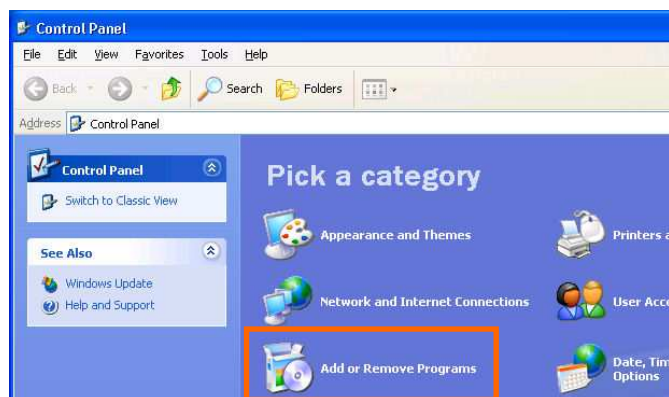 Control Panel
File Edit View Favorites Tools Help
Back Search Folders
Address Control Panel
Control Panel
Switch to Classic View
See Also
Windows Update
Help and Support
Pick a category
Appearance and Themes
Printers a
Network and Internet Connections
User Acc
Add or Remove Programs
Date, Tim
Options